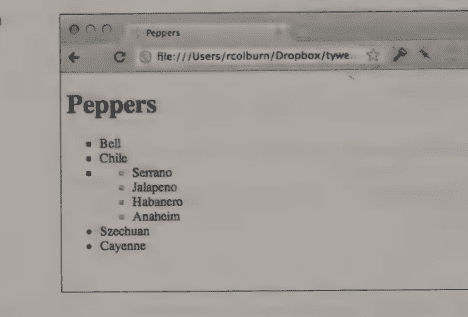 Peppers
file:///Users/rcolburn/Dropbox/tywe...
Peppers
Bell
Chile
Serrano
Jalapeno
Habanero
Anaheim
Szechuan
Cayenne